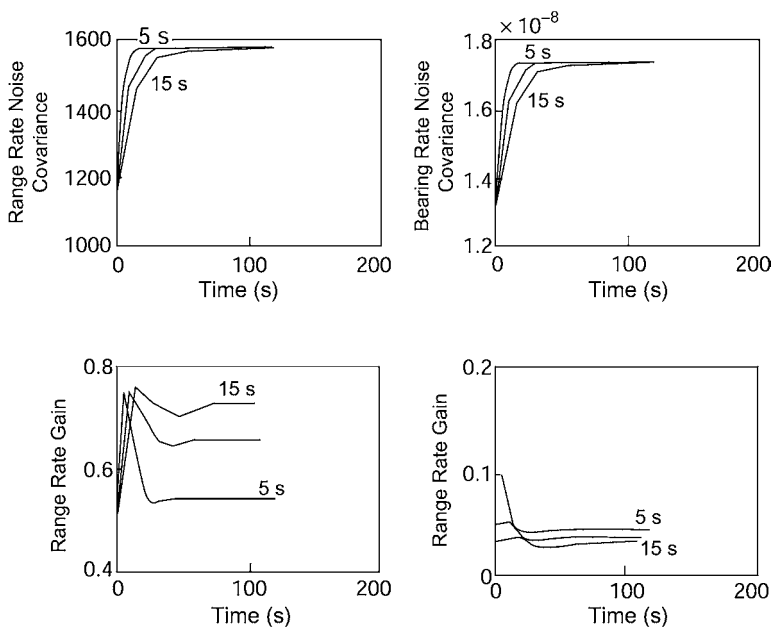 1600
1400
1200
1000
Range Rate Noise
Covariance
5 s
15 s
0
100
200
Time (s)
× 10⁻⁸
1.8
1.6
1.4
1.2
Bearing Rate Noise
Covariance
5 s
15 s
0
100
200
Time (s)
0.8
0.6
0.4
Range Rate Gain
15 s
5 s
0
100
200
Time (s)
0.2
0.1
0
Range Rate Gain
5 s
15 s
0
100
200
Time (s)